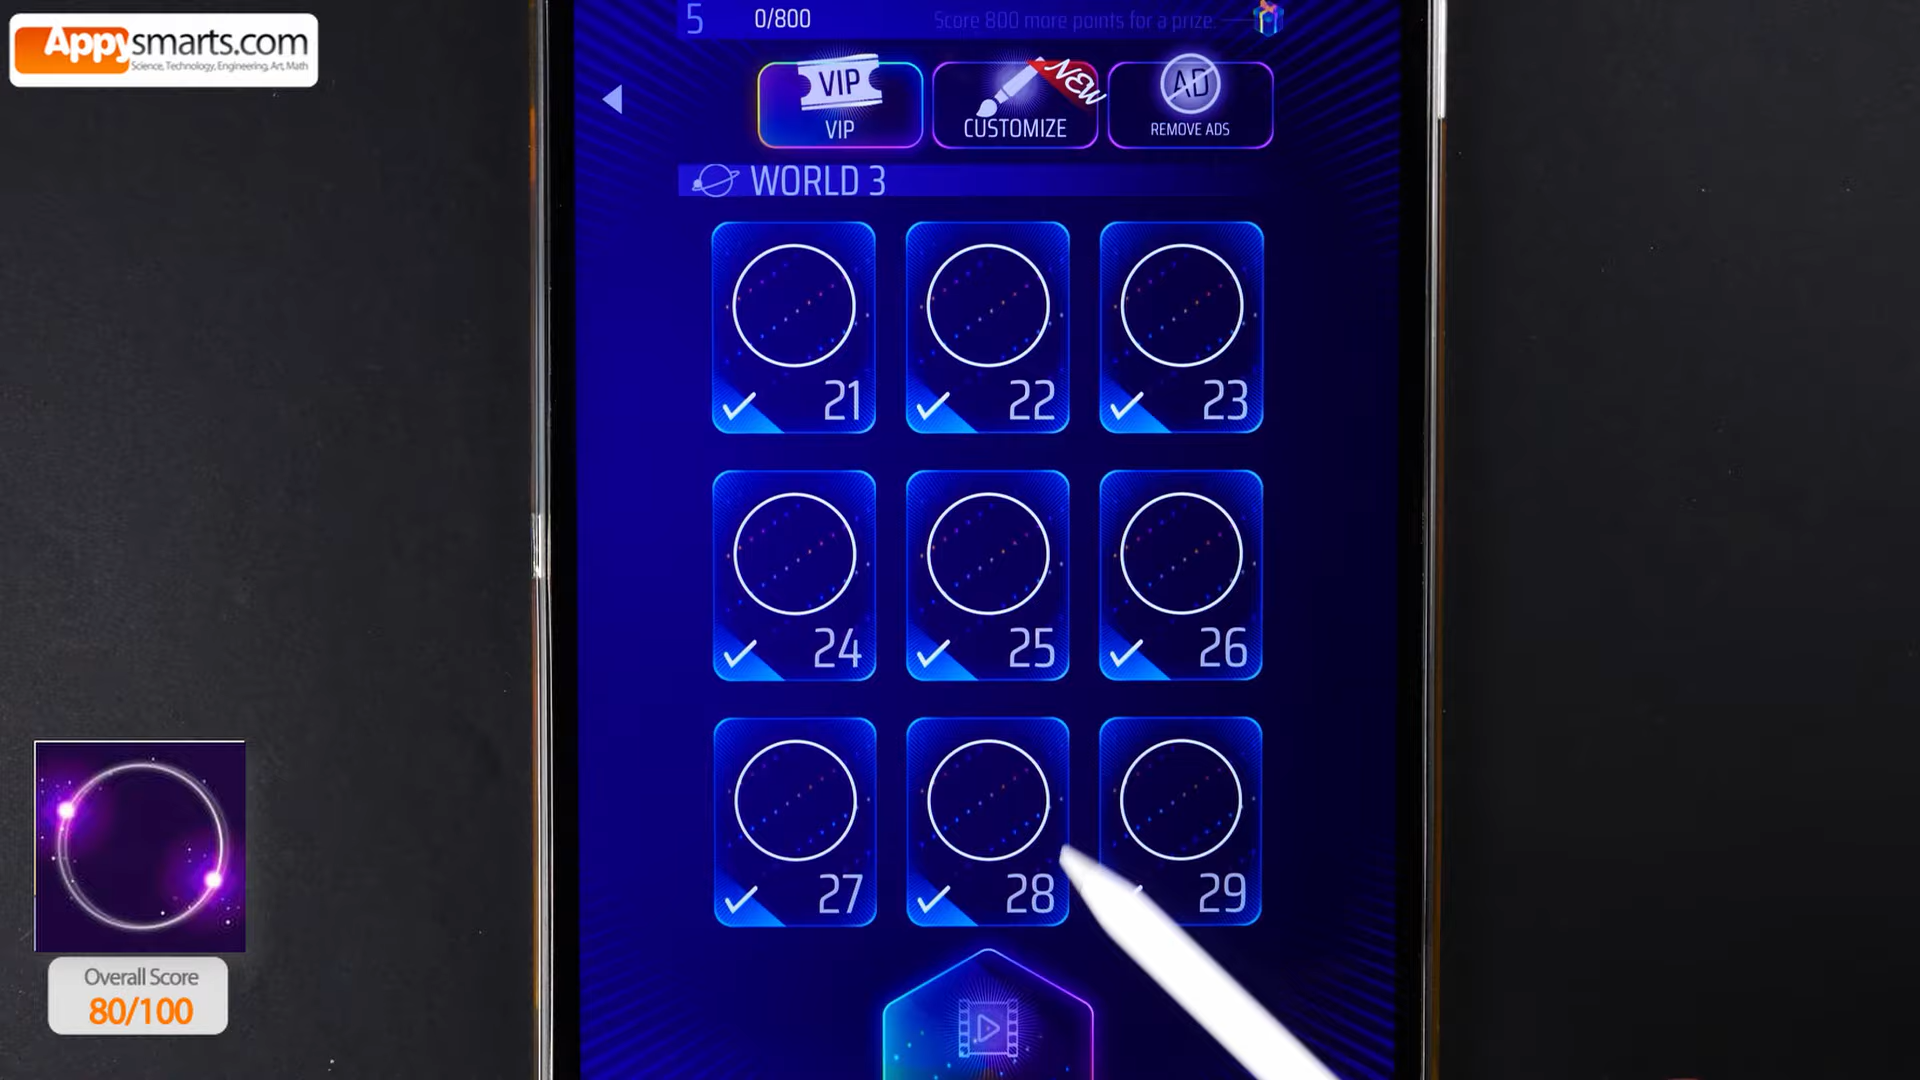 Appysmarts.com
Science, Technology, Engineering, Art, Math
5 0/800 Score 800 more points for a prize.
VIP
VIP
NEW
CUSTOMIZE
AD
REMOVE ADS
WORLD 3
21 22 23
24 25 26
27 28 29
Overall Score
80/100